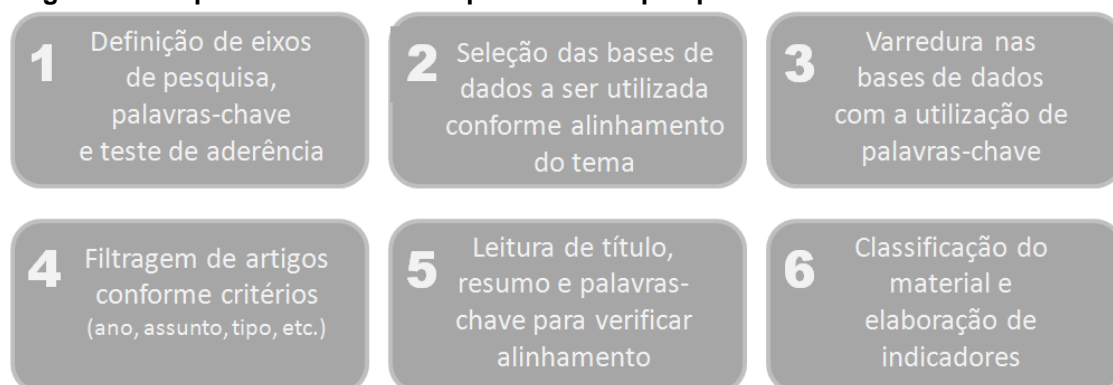 1
Definição de eixos
de pesquisa,
palavras-chave
e teste de aderência
2
Seleção das bases de
dados a ser utilizada
conforme alinhamento
do tema
3
Varredura nas
bases de dados
com a utilização de
palavras-chave
4
Filtragem de artigos
conforme critérios
(ano, assunto, tipo, etc.)
5
Leitura de título,
resumo e palavras-
chave para verificar
alinhamento
6
Classificação do
material e
elaboração de
indicadores